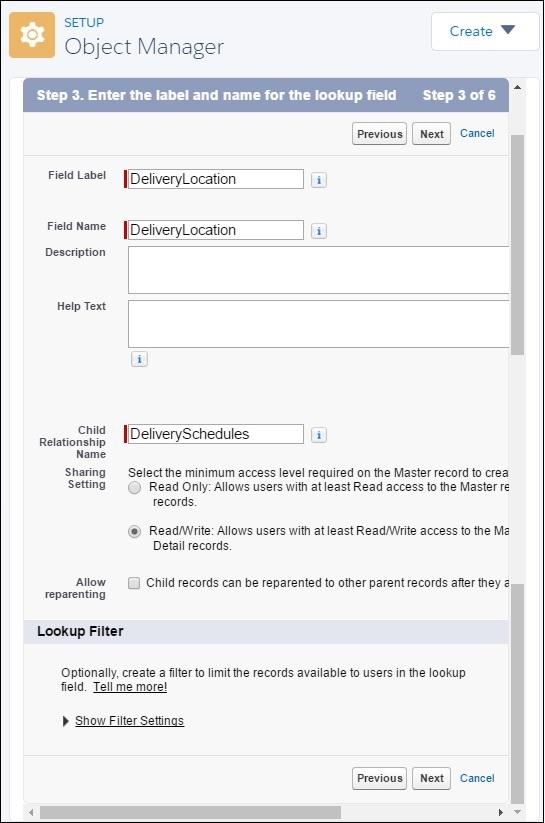 SETUP
Object Manager
Create
Step 3. Enter the label and name for the lookup field Step 3 of 6
Previous Next Cancel
Field Label DeliveryLocation i
Field Name DeliveryLocation i
Description
Help Text
i
Child
Relationship
Name
DeliverySchedules i
Sharing
Setting
Select the minimum access level required on the Master record to crea
Read Only: Allows users with at least Read access to the Master re
records.
Read/Write: Allows users with at least Read/Write access to the Ma
Detail records.
Allow
reparenting
Child records can be reparented to other parent records after they a
Lookup Filter
Optionally, create a filter to limit the records available to users in the lookup
field. Tell me more!
Show Filter Settings
Previous Next Cancel